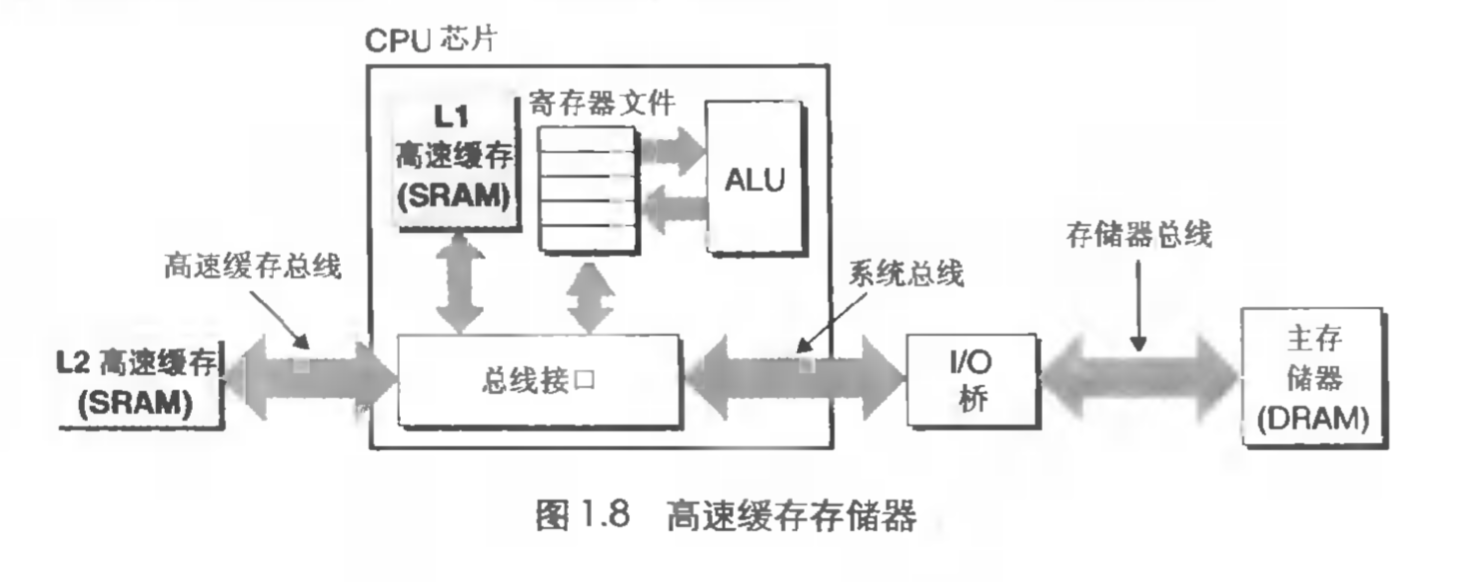 CPU 芯片
L1
高速缓存
(SRAM)
寄存器文件
ALU
高速缓存总线
系统总线
存储器总线
L2 高速缓存
(SRAM)
总线接口
I/O
桥
主存
储器
(DRAM)
图 1.8 高速缓存存储器